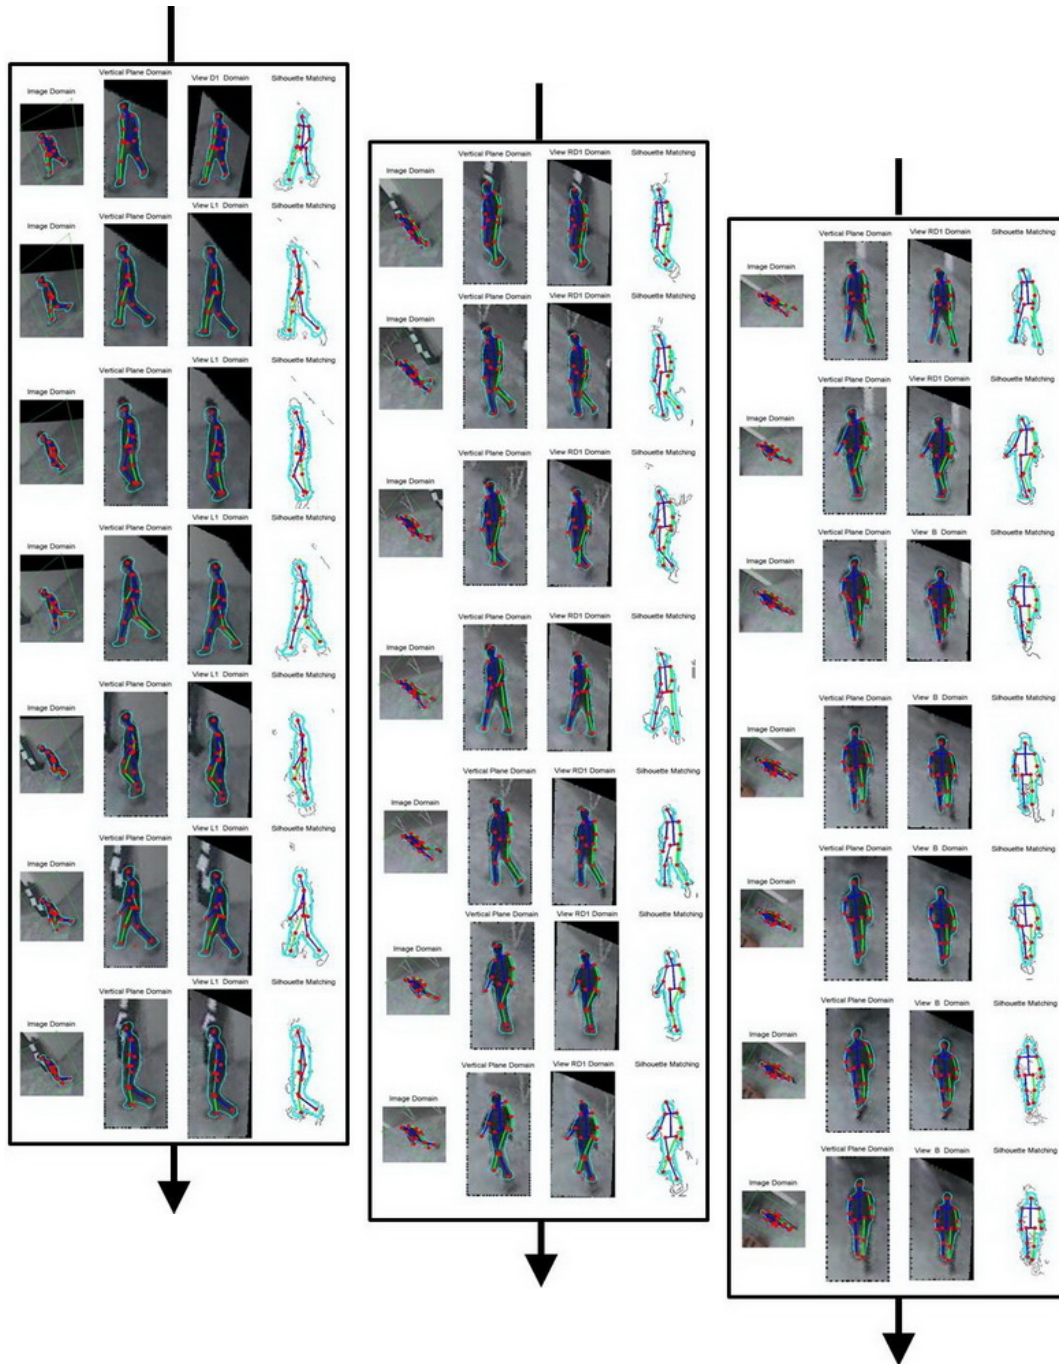 Image Domain
Vertical Plane Domain
View D1 Domain
Silhouette Matching
Image Domain
Vertical Plane Domain
View L1 Domain
Silhouette Matching
Image Domain
Vertical Plane Domain
View L1 Domain
Silhouette Matching
Image Domain
Vertical Plane Domain
View L1 Domain
Silhouette Matching
Image Domain
Vertical Plane Domain
View L1 Domain
Silhouette Matching
Image Domain
Vertical Plane Domain
View L1 Domain
Silhouette Matching
Image Domain
Vertical Plane Domain
View L1 Domain
Silhouette Matching
Image Domain
Vertical Plane Domain
View RD1 Domain
Silhouette Matching
Image Domain
Vertical Plane Domain
View RD1 Domain
Silhouette Matching
Image Domain
Vertical Plane Domain
View RD1 Domain
Silhouette Matching
Image Domain
Vertical Plane Domain
View RD1 Domain
Silhouette Matching
Image Domain
Vertical Plane Domain
View RD1 Domain
Silhouette Matching
Image Domain
Vertical Plane Domain
View RD1 Domain
Silhouette Matching
Image Domain
Vertical Plane Domain
View RD1 Domain
Silhouette Matching
Image Domain
Vertical Plane Domain
View RD1 Domain
Silhouette Matching
Image Domain
Vertical Plane Domain
View RD1 Domain
Silhouette Matching
Image Domain
Vertical Plane Domain
View B Domain
Silhouette Matching
Image Domain
Vertical Plane Domain
View B Domain
Silhouette Matching
Image Domain
Vertical Plane Domain
View B Domain
Silhouette Matching
Image Domain
Vertical Plane Domain
View B Domain
Silhouette Matching
Image Domain
Vertical Plane Domain
View B Domain
Silhouette Matching